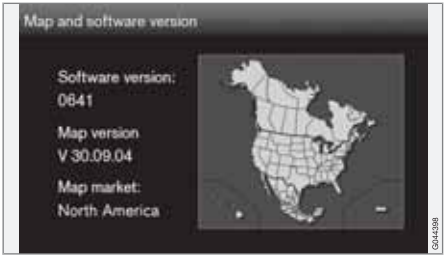 Map and software version
Software version:
0641
Map version
V 30.09.04
Map market:
North America
G044398